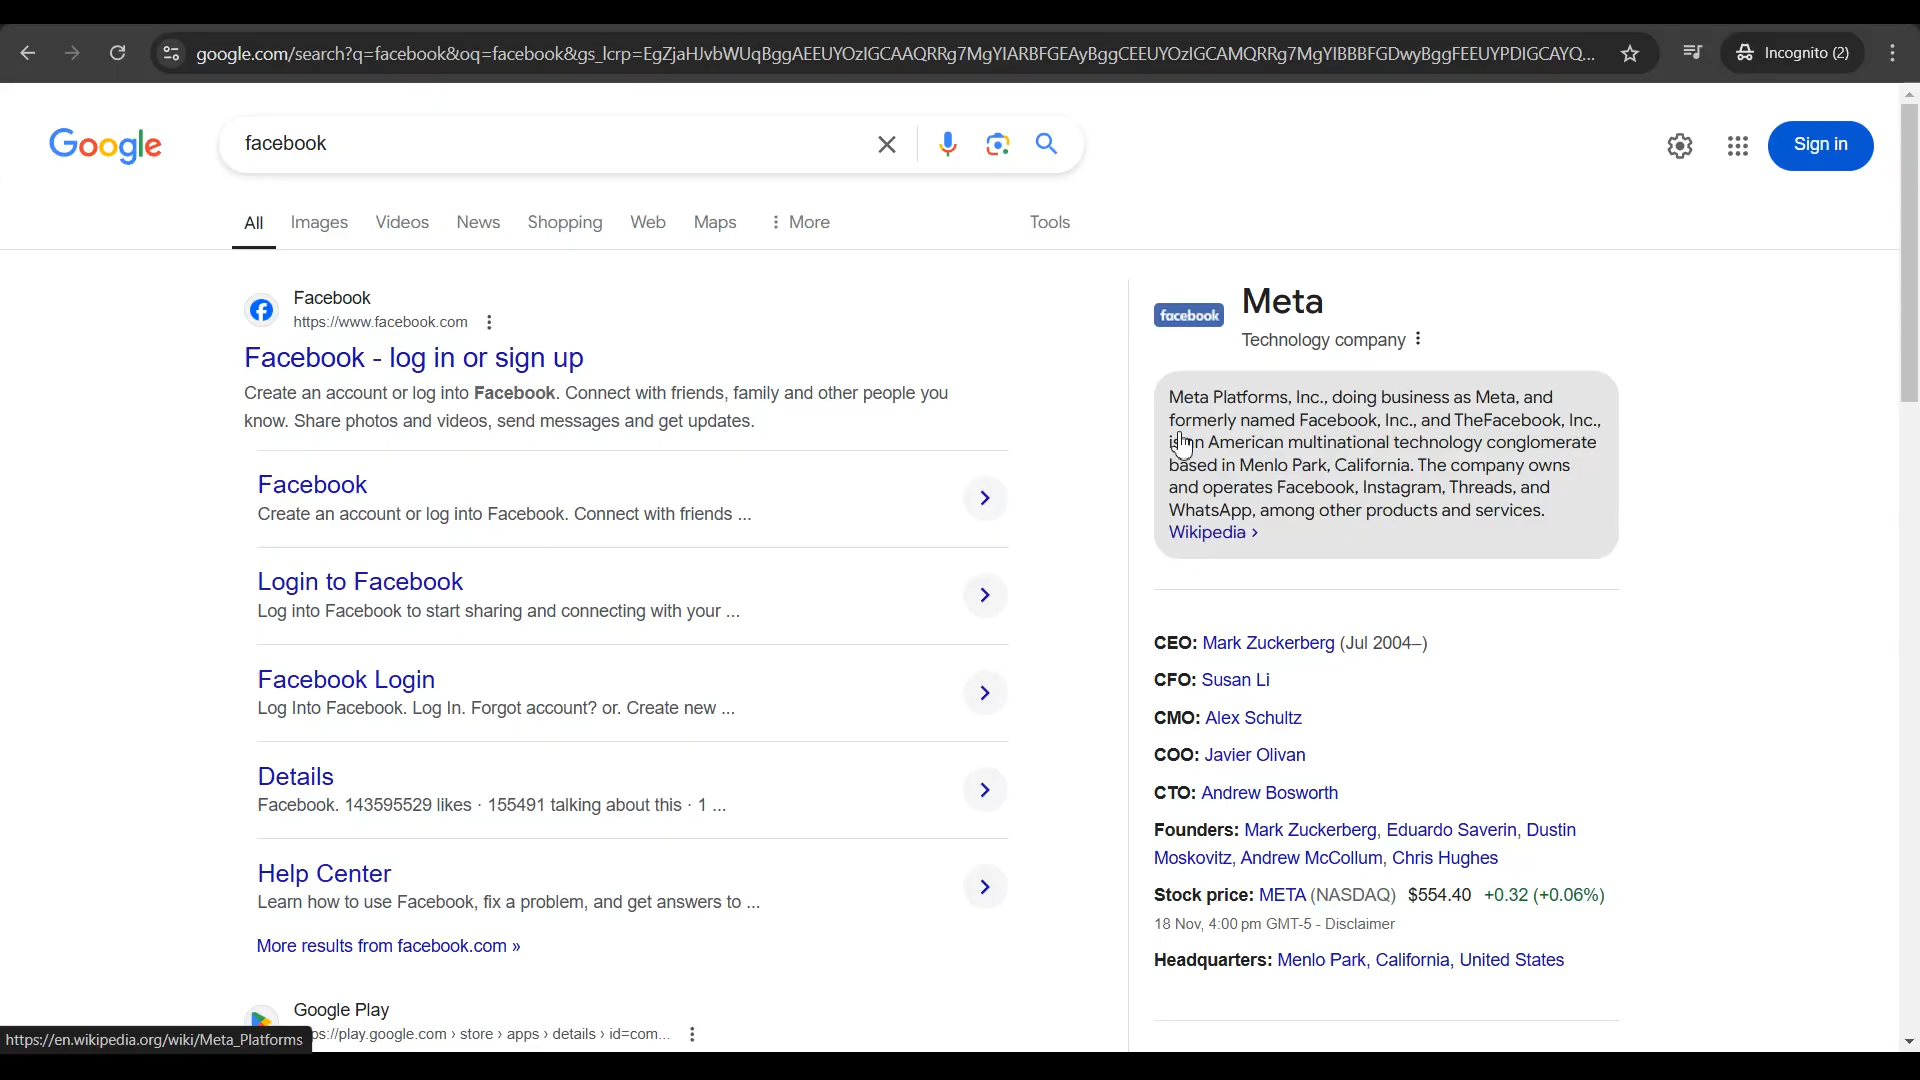 google.com/search?q=facebook&oq=facebook&gs_lcrp=EgZjaHJvbWUqBggAEEUYOzIGCAAQRRg7MgYIARBFGEAyBggCEEUYOzIGCAMQRRg7MgYIBBBFGDwyBggFEEUYPDIGCAYQ...
Incognito (2)
Google
facebook
Sign in
All
Images
Videos
News
Shopping
Web
Maps
More
Tools
Facebook
https://www.facebook.com
Facebook - log in or sign up
Create an account or log into Facebook. Connect with friends, family and other people you
know. Share photos and videos, send messages and get updates.
Facebook
Create an account or log into Facebook. Connect with friends ...
Login to Facebook
Log into Facebook to start sharing and connecting with your ...
Facebook Login
Log Into Facebook. Log In. Forgot account? or. Create new ...
Details
Facebook. 143595529 likes · 155491 talking about this · 1 ...
Help Center
Learn how to use Facebook, fix a problem, and get answers to ...
More results from facebook.com »
Google Play
ps://play.google.com › store › apps › details › id=com...
https://en.wikipedia.org/wiki/Meta_Platforms
facebook
Meta
Technology company
Meta Platforms, Inc., doing business as Meta, and
formerly named Facebook, Inc., and TheFacebook, Inc.,
American multinational technology conglomerate
based in Menlo Park, California. The company owns
and operates Facebook, Instagram, Threads, and
WhatsApp, among other products and services.
Wikipedia ›
CEO: Mark Zuckerberg (Jul 2004–)
CFO: Susan Li
CMO: Alex Schultz
COO: Javier Olivan
CTO: Andrew Bosworth
Founders: Mark Zuckerberg, Eduardo Saverin, Dustin
Moskovitz, Andrew McCollum, Chris Hughes
Stock price: META (NASDAQ) $554.40 +0.32 (+0.06%)
18 Nov, 4:00 pm GMT-5 - Disclaimer
Headquarters: Menlo Park, California, United States